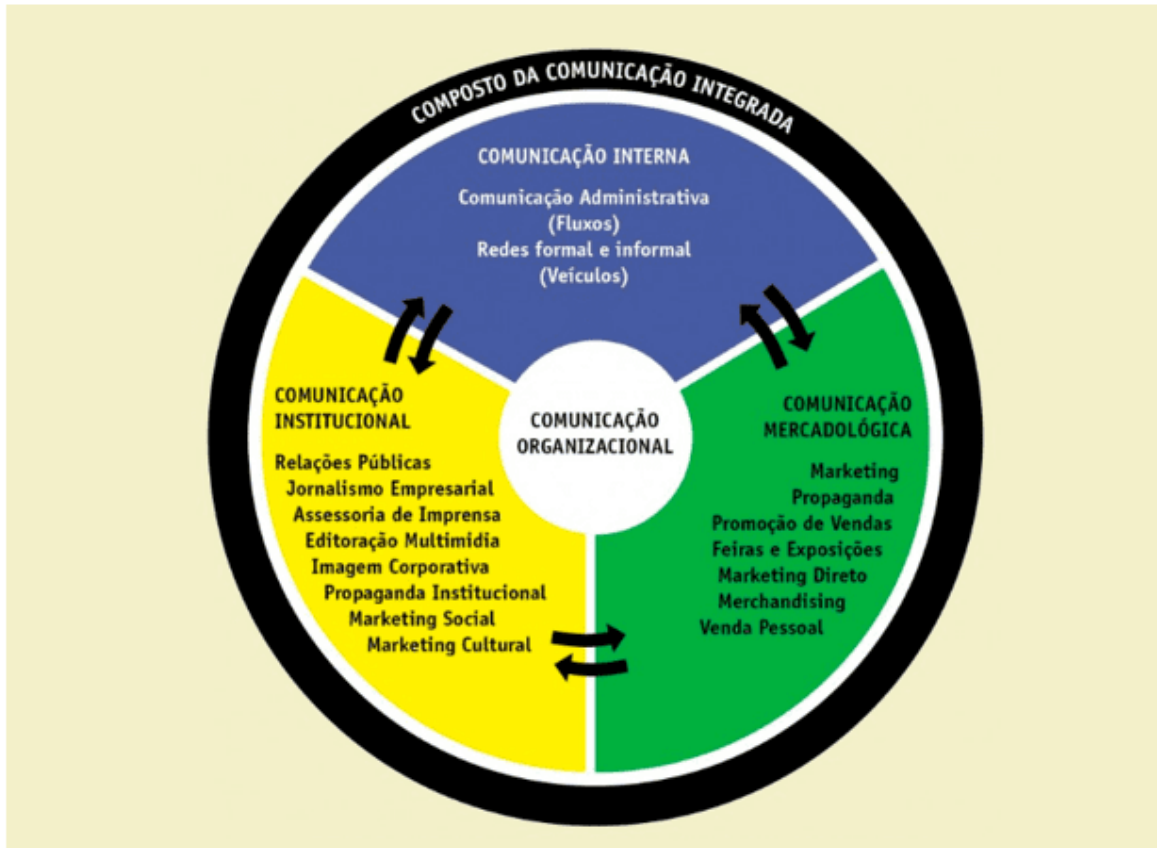 COMPOSTO DA COMUNICAÇÃO INTEGRADA
COMUNICAÇÃO INTERNA
Comunicação Administrativa
(Fluxos)
Redes formal e informal
(Veículos)
COMUNICAÇÃO
INSTITUCIONAL
Relações Públicas
Jornalismo Empresarial
Assessoria de Imprensa
Editoração Multimidia
Imagem Corporativa
Propaganda Institucional
Marketing Social
Marketing Cultural
COMUNICAÇÃO
ORGANIZACIONAL
COMUNICAÇÃO
MERCADOLÓGICA
Marketing
Propaganda
Promoção de Vendas
Feiras e Exposições
Marketing Direto
Merchandising
Venda Pessoal